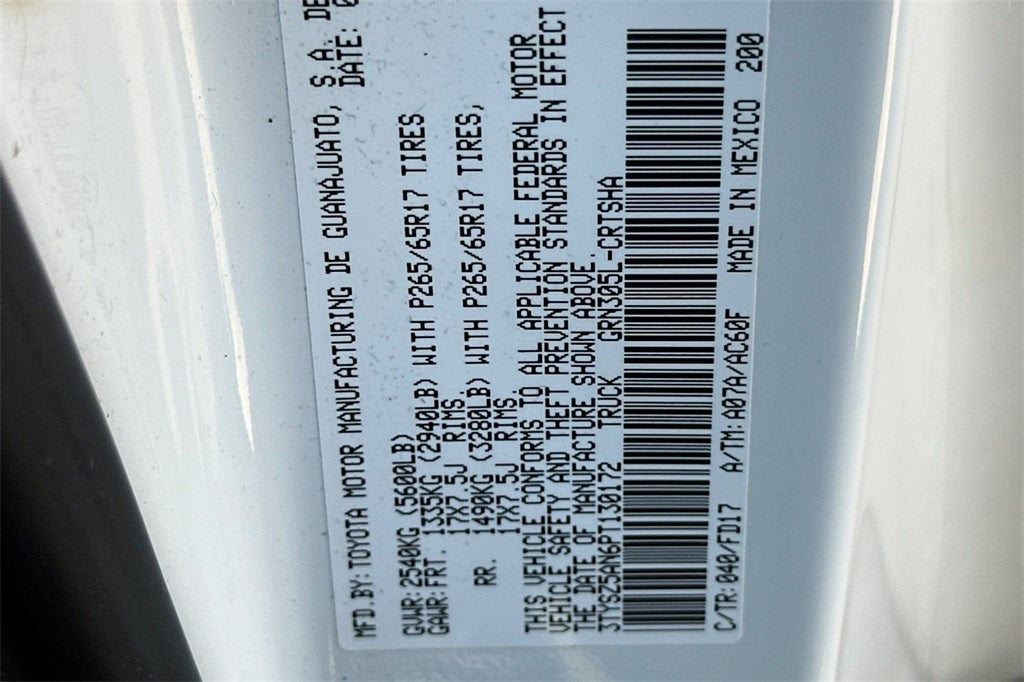 MFD.BY:TOYOTA MOTOR MANUFACTURING DE GUANAJUATO, S.A. DE
DATE: 0
GVWR:2540KG (5600LB)
GAWR:FRT. 1335KG (2940LB) WITH P265/65R17 TIRES
17X7.5J RIMS
RR. 1490KG (3280LB) WITH P265/65R17 TIRES,
17X7.5J RIMS.
THIS VEHICLE CONFORMS TO ALL APPLICABLE FEDERAL MOTOR
VEHICLE SAFETY AND THEFT PREVENTION STANDARDS IN EFFECT
THE DATE OF MANUFACTURE SHOWN ABOVE.
3TYSZ5AN6PT130172 TRUCK GRN305L-CRTSHA
C/TR:040/FD17 A/TM:A07A/AC60F MADE IN MEXICO 200